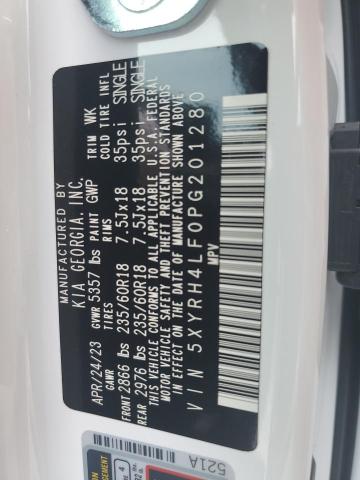 MANUFACTURED BY
KIA GEORGIA, INC.
APR/24/23 GVWR 5357 lbs PAINT GWP TRIM WK
GAWR TIRES RIMS COLD TIRE INFL
FRONT 2866 lbs 235/60R18 7.5Jx18 35psi SINGLE
REAR 2976 lbs 235/60R18 7.5Jx18 35psi SINGLE
THIS VEHICLE CONFORMS TO ALL APPLICABLE U.S.A. FEDERAL
MOTOR VEHICLE SAFETY, BUMPER, AND THEFT PREVENTION STANDARDS
IN EFFECT ON THE DATE OF MANUFACTURE SHOWN ABOVE.
VIN 5XYRH4LF0PG201280
MPV
521A
4